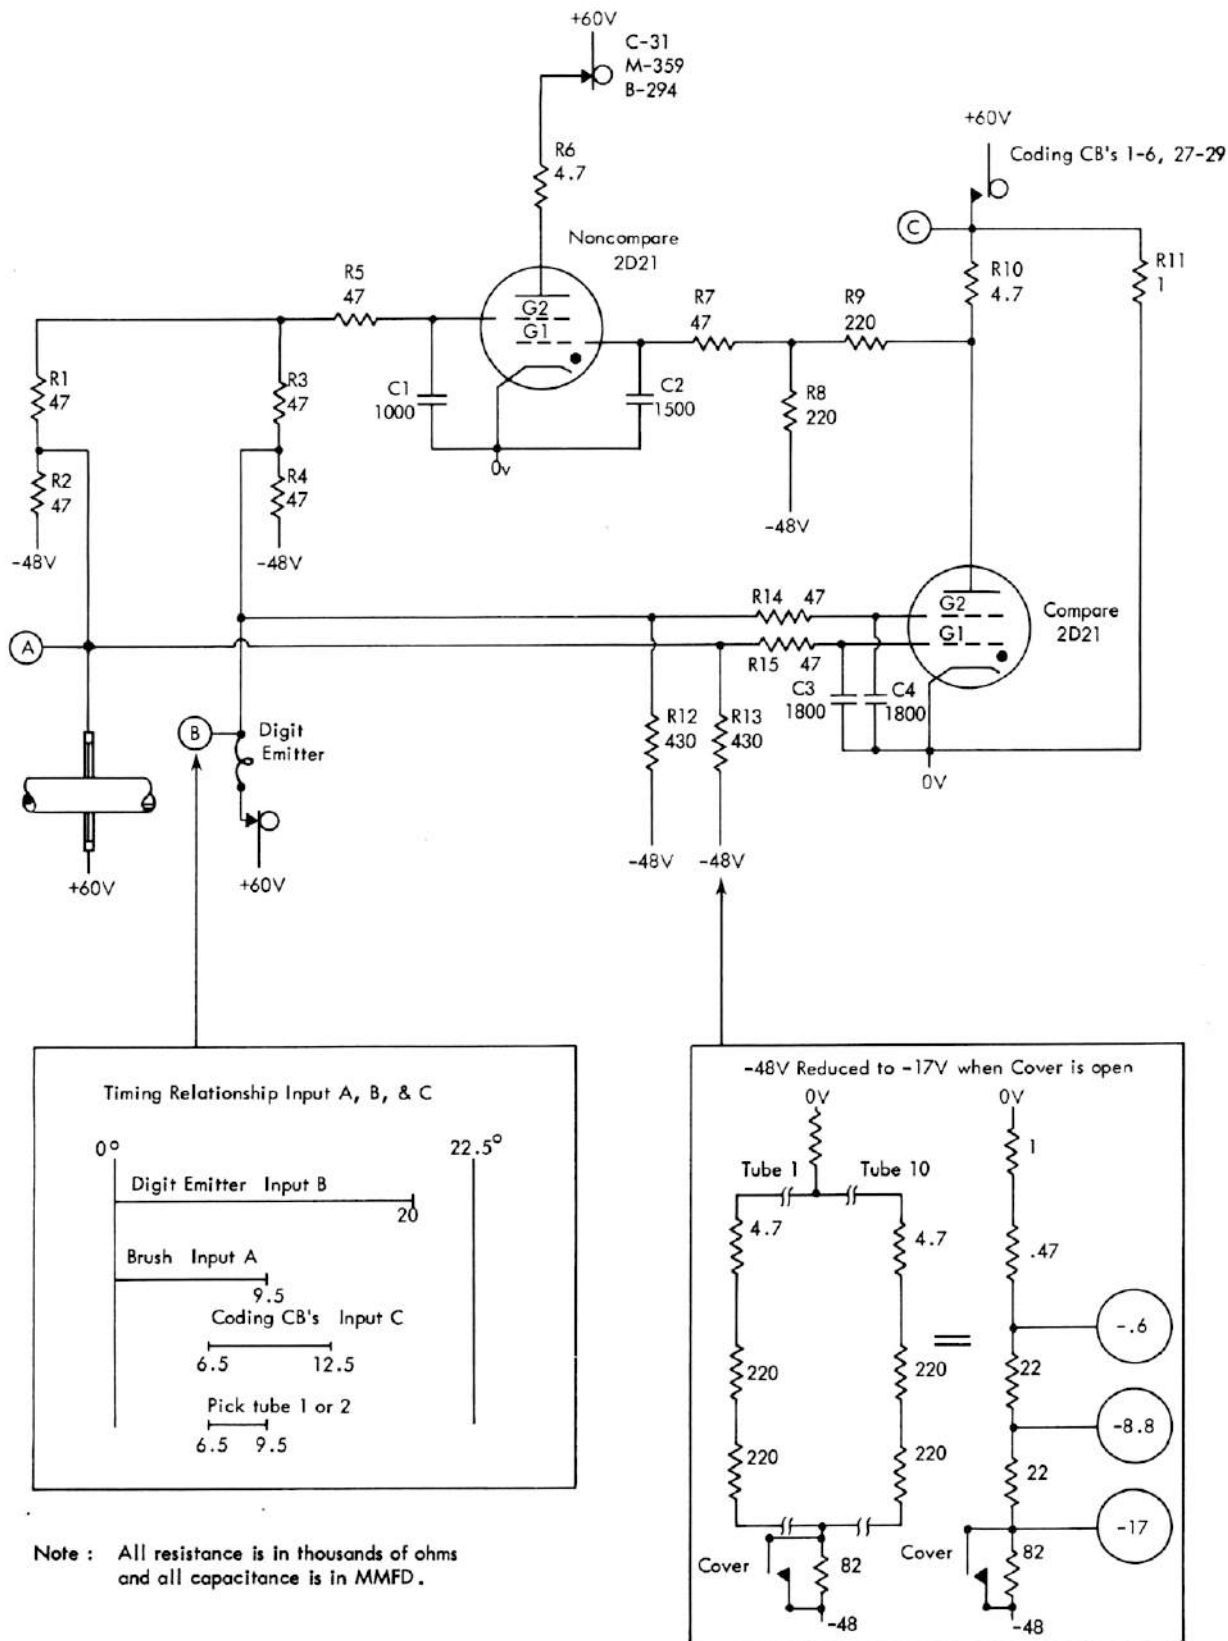 +60V
C-31
M-359
B-294
+60V
Coding CB's 1-6, 27-29
R6
4.7
C
Noncompare
2D21
R10
4.7
R11
1
R5
47
G2
G1
R7
47
R9
220
R1
47
R3
47
C1
1000
C2
1500
R8
220
0v
R2
47
R4
47
-48V
-48V
-48V
R14 47
G2
G1
Compare
2D21
A
R15 47
C3
1800
C4
1800
B
Digit
Emitter
R12
430
R13
430
0V
-48V
-48V
+60V
+60V
Timing Relationship Input A, B, & C
0°
22.5°
Digit Emitter Input B
20
Brush Input A
9.5
Coding CB's Input C
6.5
12.5
Pick tube 1 or 2
6.5
9.5
-48V Reduced to -17V when Cover is open
0V
0V
1
Tube 1
Tube 10
4.7
4.7
.47
-.6
220
220
22
-8.8
220
220
22
-17
Cover
82
Cover
82
-48
-48
Note : All resistance is in thousands of ohms
and all capacitance is in MMFD.